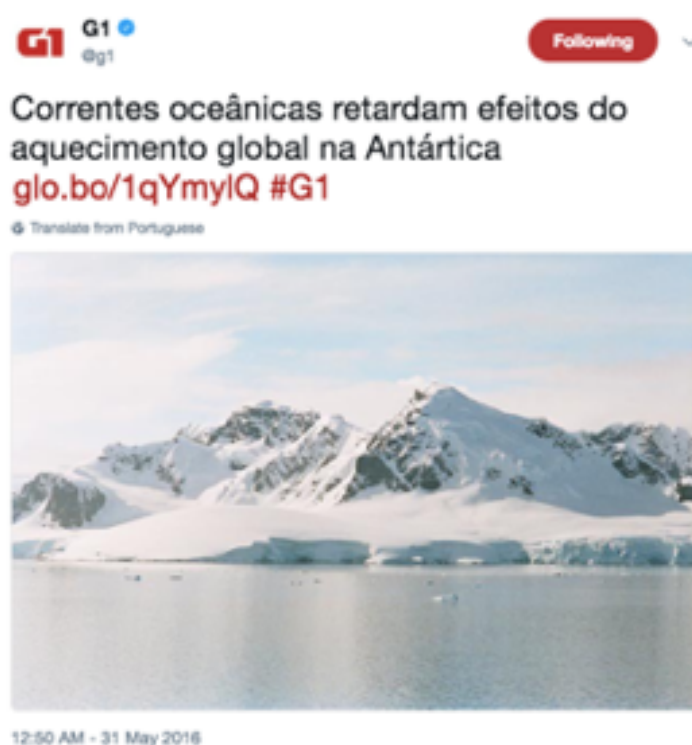 G1
G1
@g1
Following
Correntes oceânicas retardam efeitos do
aquecimento global na Antártica
glo.bo/1qYmylQ #G1
Translate from Portuguese
12:50 AM - 31 May 2016